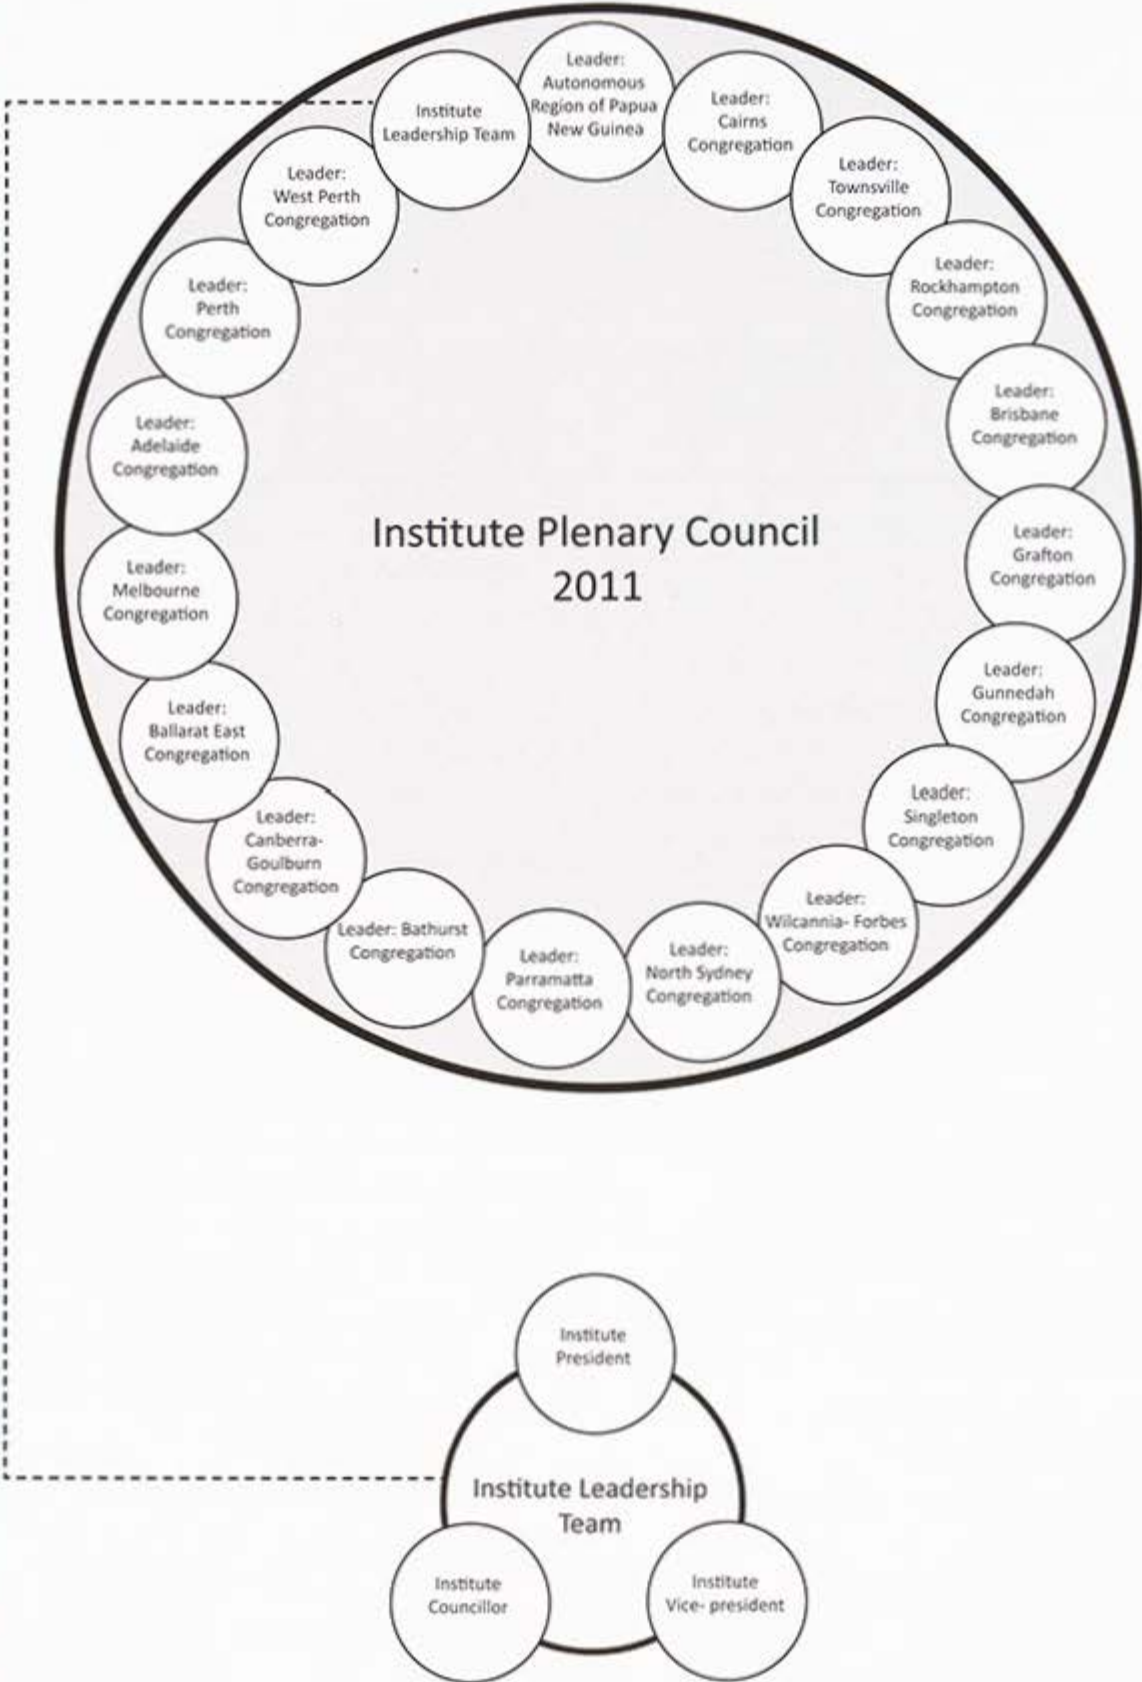 Leader:
Autonomous
Region of Papua
New Guinea
Leader:
Cairns
Congregation
Leader:
Townsville
Congregation
Leader:
Rockhampton
Congregation
Leader:
Brisbane
Congregation
Leader:
Grafton
Congregation
Leader:
Gunnedah
Congregation
Leader:
Singleton
Congregation
Leader:
Wilcannia- Forbes
Congregation
Leader:
North Sydney
Congregation
Leader:
Parramatta
Congregation
Leader: Bathurst
Congregation
Leader:
Canberra-
Goulburn
Congregation
Leader:
Ballarat East
Congregation
Leader:
Melbourne
Congregation
Leader:
Adelaide
Congregation
Leader:
Perth
Congregation
Leader:
West Perth
Congregation
Institute
Leadership Team
Institute Plenary Council
2011
Institute
President
Institute Leadership
Team
Institute
Councillor
Institute
Vice- president